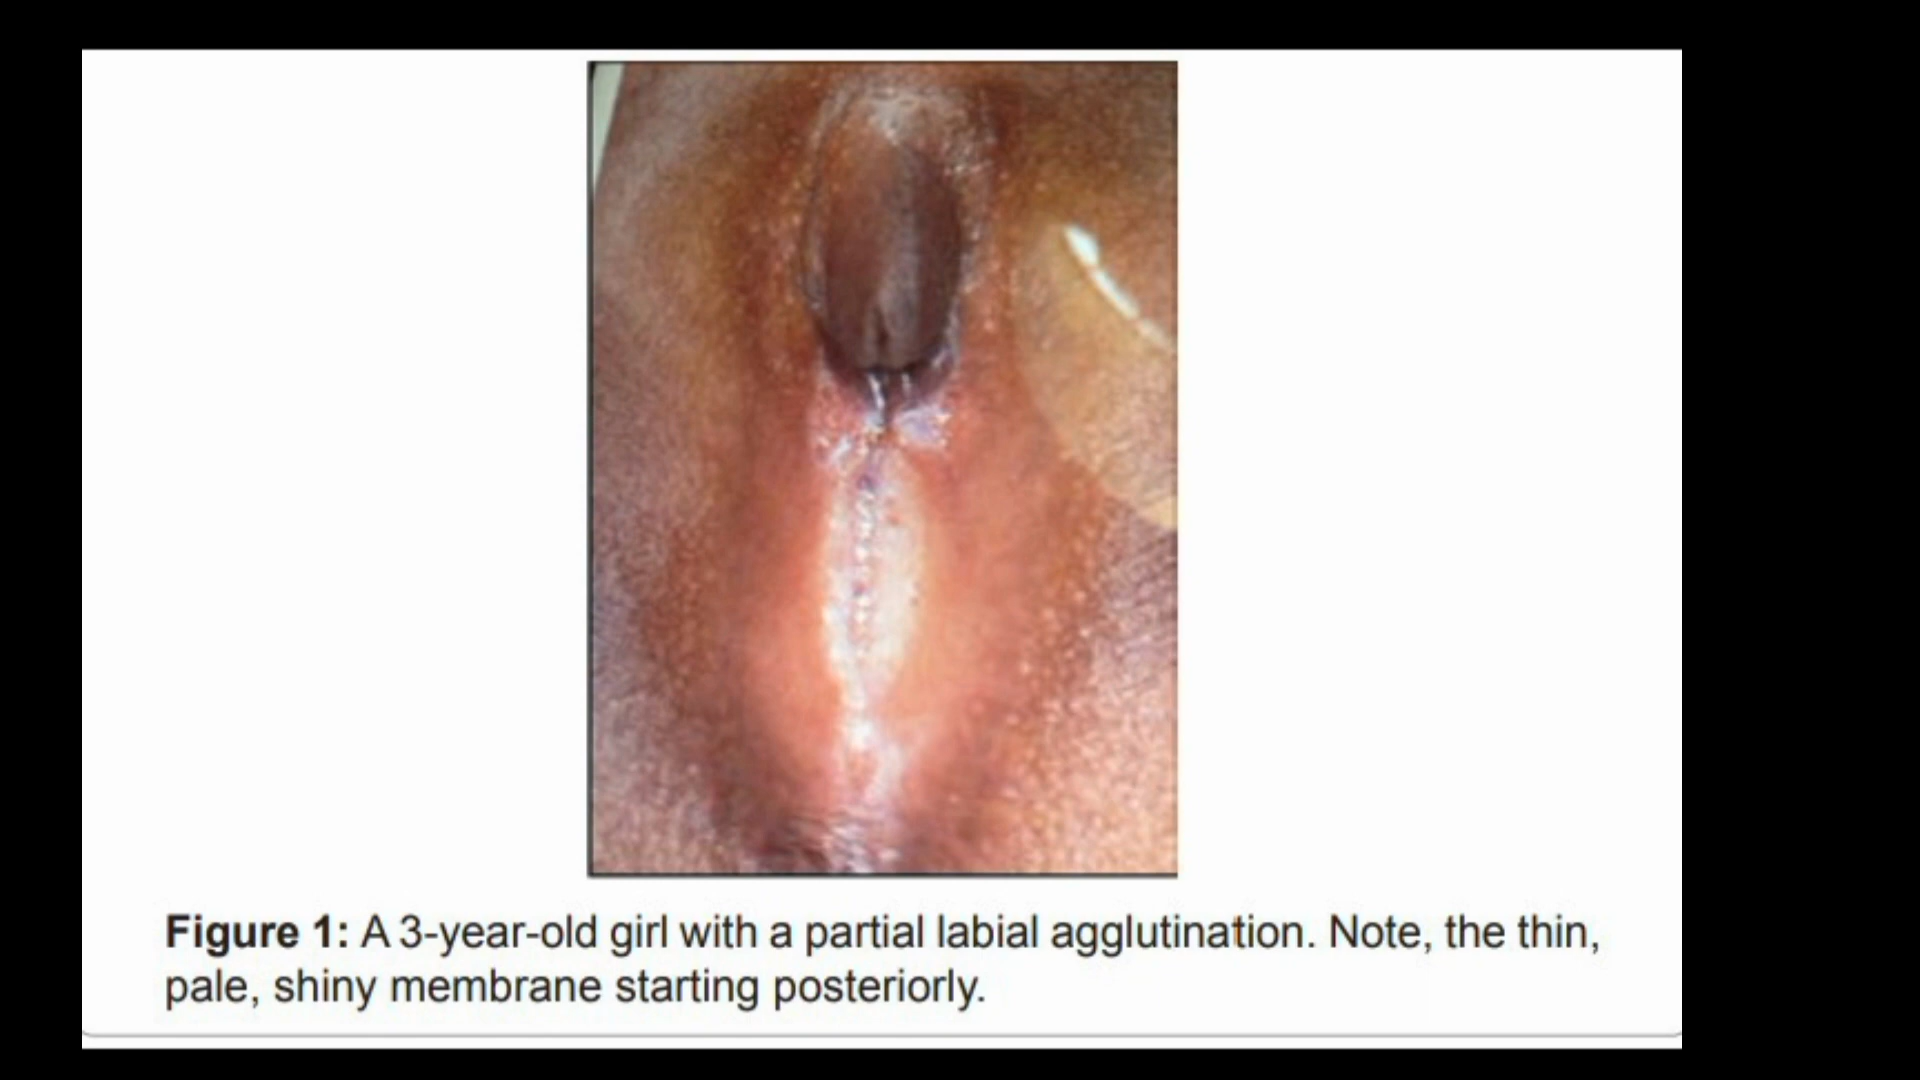 Figure 1: A 3-year-old girl with a partial labial agglutination. Note, the thin,
pale, shiny membrane starting posteriorly.